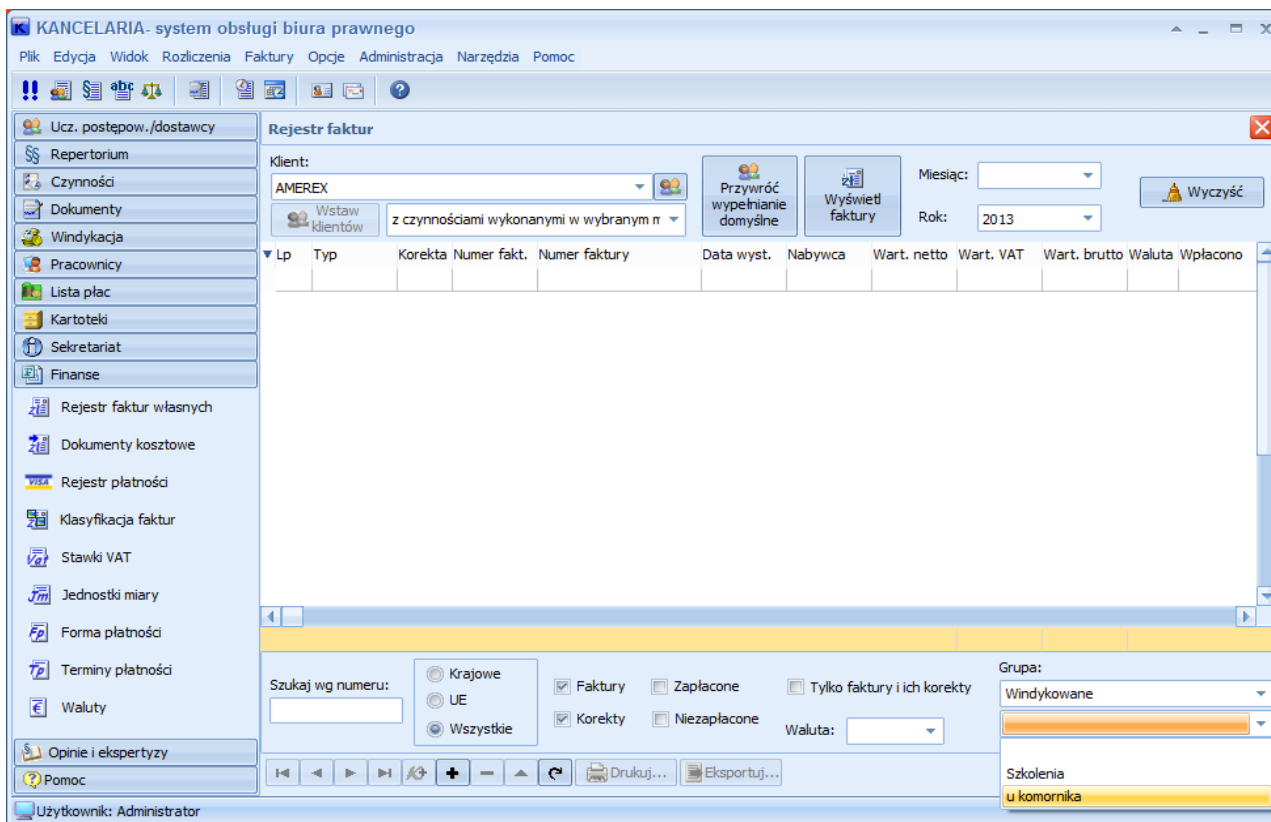 KANCELARIA- system obsługi biura prawnego
Plik Edycja Widok Rozliczenia Faktury Opcje Administracja Narzędzia Pomoc
Ucz. postępow./dostawcy
Repertorium
Czynności
Dokumenty
Windykacja
Pracownicy
Lista płac
Kartoteki
Sekretariat
Finanse
Rejestr faktur własnych
Dokumenty kosztowe
Rejestr płatności
Klasyfikacja faktur
Stawki VAT
Jednostki miary
Forma płatności
Terminy płatności
Waluty
Opinie i ekspertyzy
Pomoc
Rejestr faktur
Klient:
AMEREX
Wstaw klientów
z czynnościami wykonanymi w wybranym m
Przywróć
wypełnianie
domyślne
Wyświetl
faktury
Miesiąc:
Rok: 2013
Wyczyść
Lp Typ Korekta Numer fakt. Numer faktury Data wyst. Nabywca Wart. netto Wart. VAT Wart. brutto Waluta Wpłacono
Szukaj wg numeru:
Krajowe
UE
Wszystkie
Faktury
Korekty
Zapłacone
Niezapłacone
Tylko faktury i ich korekty
Waluta:
Grupa:
Windykowane
Szkolenia
u komornika
Drukuj...
Eksportuj...
Użytkownik: Administrator